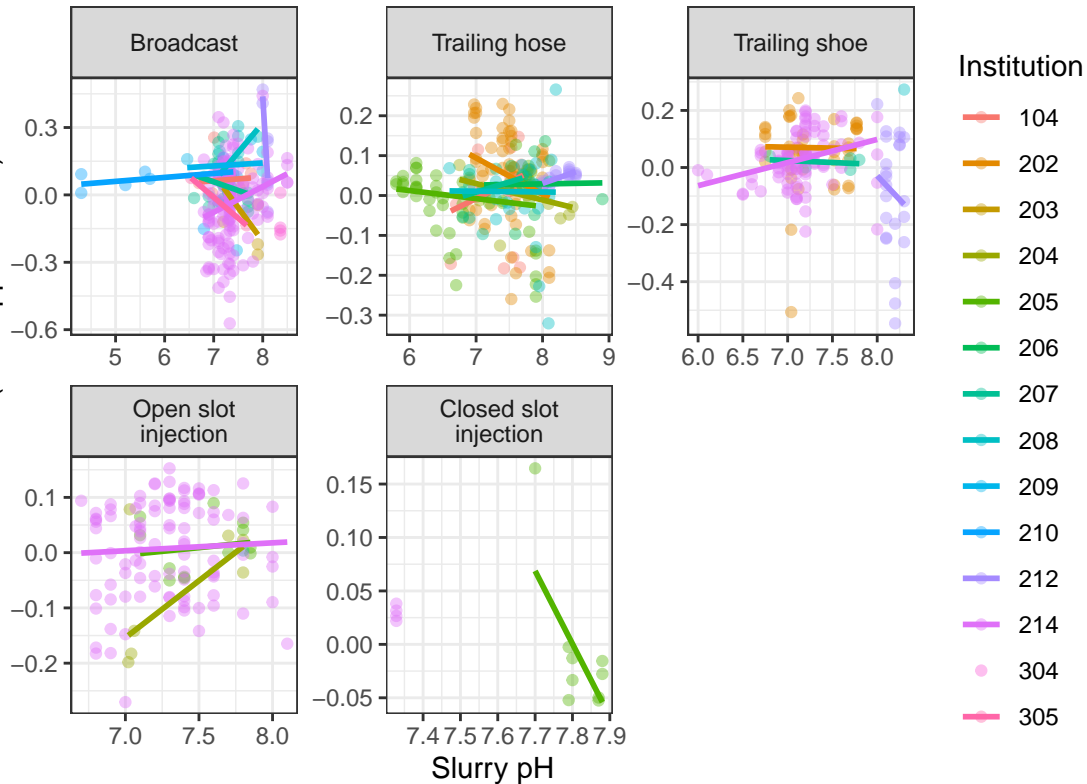 Broadcast
Trailing hose
Trailing shoe
0.3
0.0
−0.3
−0.6
5 6 7 8
0.2
0.1
0.0
−0.1
−0.2
−0.3
6 7 8 9
0.2
0.0
−0.2
−0.4
6.0 6.5 7.0 7.5 8.0
Open slot
injection
Closed slot
injection
0.1
0.0
−0.1
−0.2
7.0 7.5 8.0
0.15
0.10
0.05
0.00
−0.05
7.4 7.5 7.6 7.7 7.8 7.9
Slurry pH
Institution
104
202
203
204
205
206
207
208
209
210
212
214
304
305